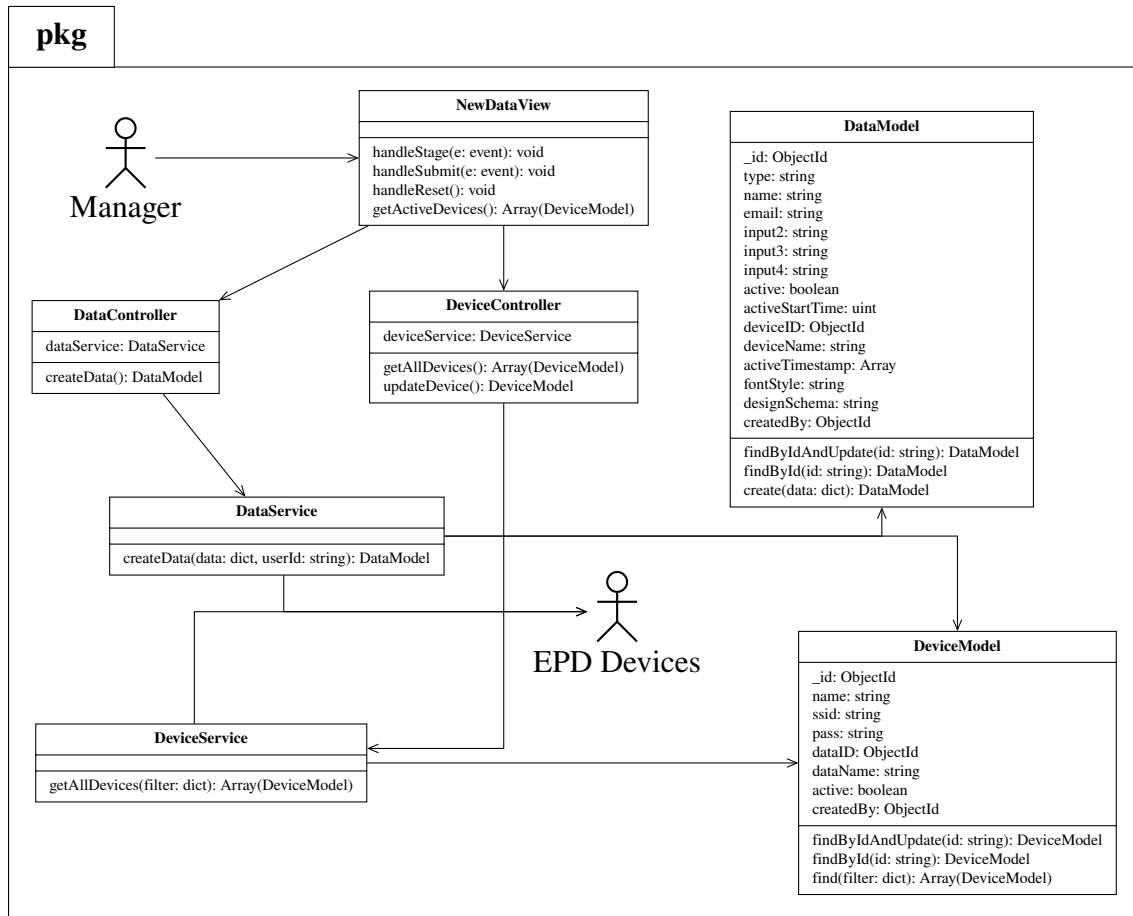 pkg
NewDataView
handleStage(e: event): void
handleSubmit(e: event): void
handleReset(): void
getActiveDevices(): Array(DeviceModel)
Manager
DataModel
_id: ObjectId
type: string
name: string
email: string
input2: string
input3: string
input4: string
active: boolean
activeStartTime: uint
deviceID: ObjectId
deviceName: string
activeTimestamp: Array
fontStyle: string
designSchema: string
createdBy: ObjectId
findByIdAndUpdate(id: string): DataModel
findById(id: string): DataModel
create(data: dict): DataModel
DataController
dataService: DataService
createData(): DataModel
DeviceController
deviceService: DeviceService
getAllDevices(): Array(DeviceModel)
updateDevice(): DeviceModel
DataService
createData(data: dict, userId: string): DataModel
EPD Devices
DeviceService
getAllDevices(filter: dict): Array(DeviceModel)
DeviceModel
_id: ObjectId
name: string
ssid: string
pass: string
dataID: ObjectId
dataName: string
active: boolean
createdBy: ObjectId
findByIdAndUpdate(id: string): DeviceModel
findById(id: string): DeviceModel
find(filter: dict): Array(DeviceModel)